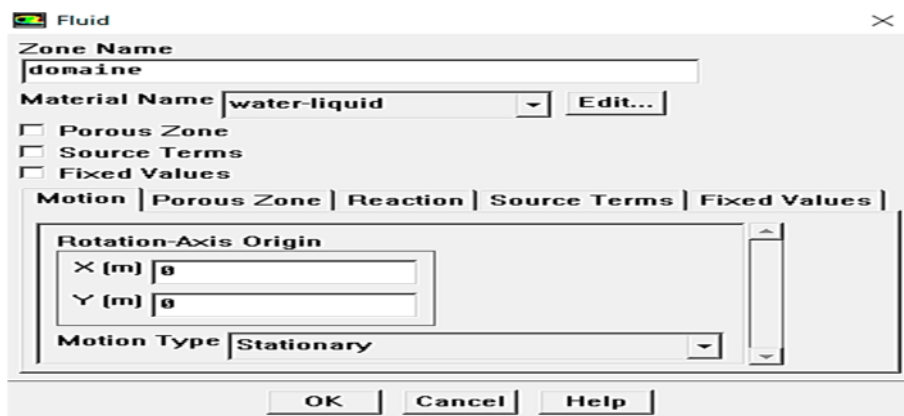 Fluid
Zone Name
domaine
Material Name water-liquid Edit...
Porous Zone
Source Terms
Fixed Values
Motion Porous Zone Reaction Source Terms Fixed Values
Rotation-Axis Origin
X (m) 0
Y (m) 0
Motion Type Stationary
OK Cancel Help